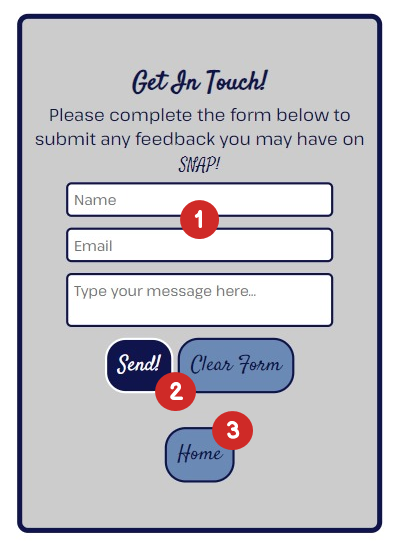 Get In Touch!
Please complete the form below to
submit any feedback you may have on
SNAP!
Name
1
Email
Type your message here...
Send!
Clear Form
2
3
Home